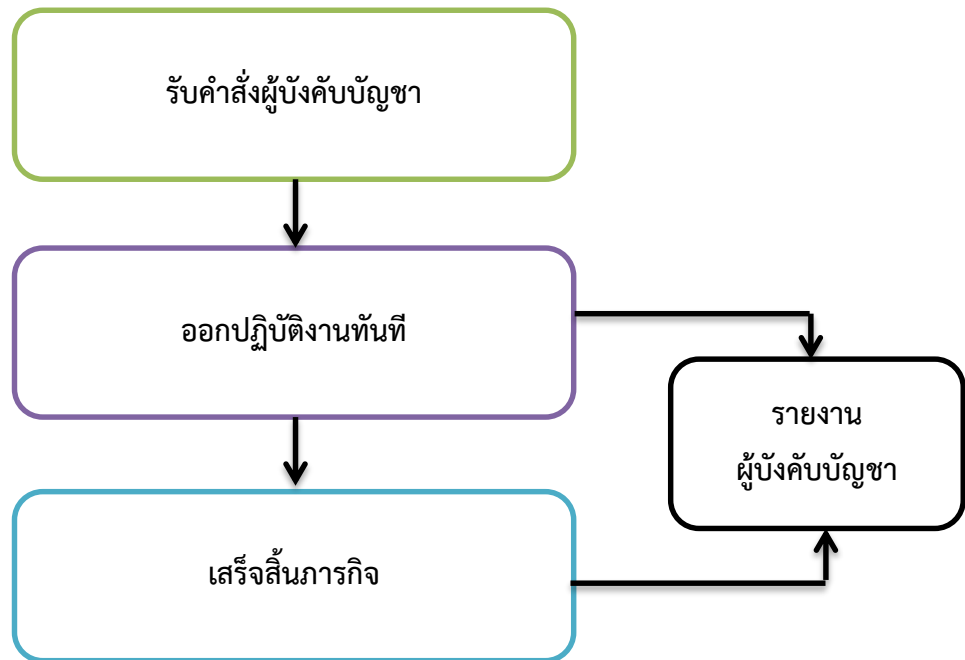 รับคำสั่งผู้บังคับบัญชา
ออกปฏิบัติงานทันที
รายงาน
ผู้บังคับบัญชา
เสร็จสิ้นภารกิจ